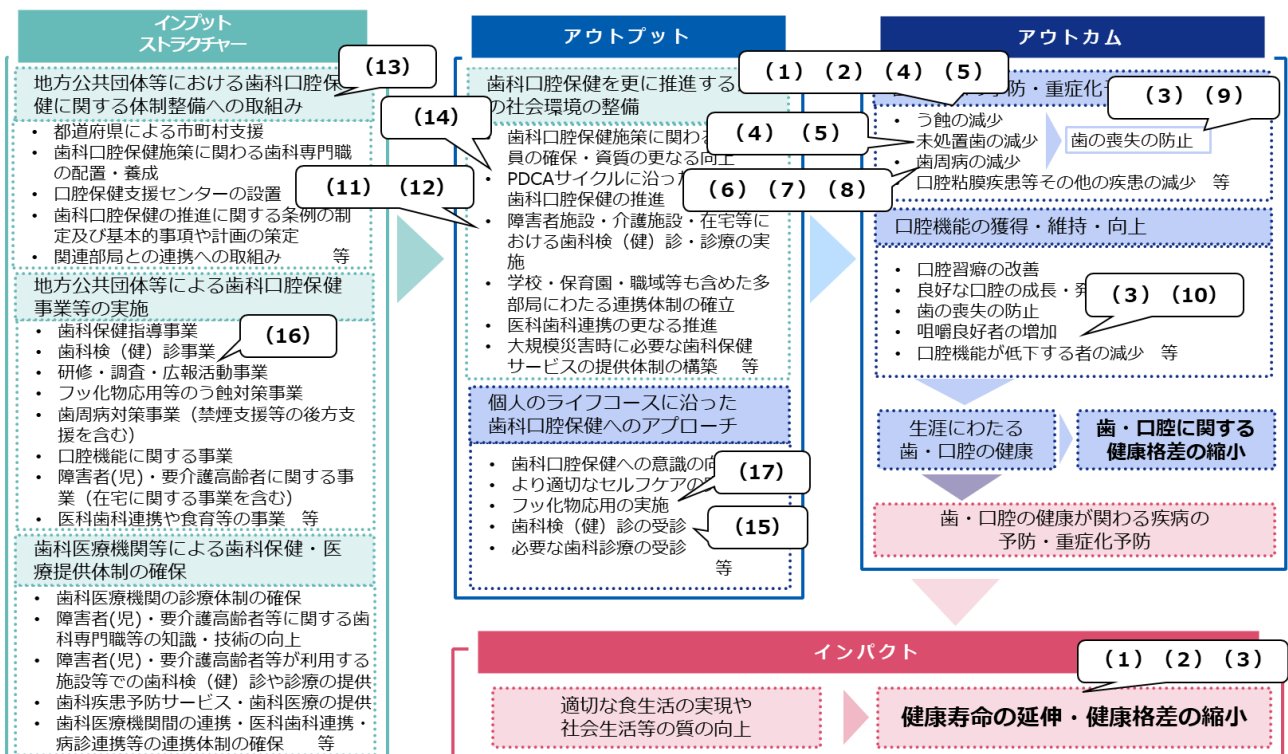 インプット
ストラクチャー
地方公共団体等における歯科口腔保
健に関する体制整備への取組み
(13)
• 都道府県による市町村支援
• 歯科口腔保健施策に関わる歯科専門職
の配置・養成
• 口腔保健支援センターの設置
• 歯科口腔保健の推進に関する条例の制
定及び基本的事項や計画の策定
• 関連部局との連携への取組み 等
(11) (12)
地方公共団体等による歯科口腔保健
事業等の実施
• 歯科保健指導事業
• 歯科検（健）診事業
(16)
• 研修・調査・広報活動事業
• フッ化物応用等のうう蝕対策事業
• 歯周病対策事業（禁煙支援等の後方支
援を含む）
• 口腔機能に関する事業
• 障害者(児)・要介護高齢者に関する事
業（在宅に関する事業を含む）
• 医科歯科連携や食育等の事業 等
歯科医療機関等による歯科保健・医
療提供体制の確保
• 歯科医療機関の診療体制の確保
• 障害者(児)・要介護高齢者等に関する歯
科専門職等の知識・技術の向上
• 障害者(児)・要介護高齢者等が利用する
施設等での歯科検（健）診や診療の提供
• 歯科疾患予防サービス・歯科医療の提供
• 歯科医療機関間の連携・医科歯科連携・
病診連携等の連携体制の確保 等
アウトプット
歯科口腔保健を更に推進する
の社会環境の整備
(14)
歯科口腔保健施策に関わる
員の確保・資質の更なる向上
• PDCAサイクルに沿った
歯科口腔保健の推進
• 障害者施設・介護施設・在宅等に
おける歯科検（健）診・診療の実
施
• 学校・保育園・職域等も含めた多
部局にわたる連携体制の確立
• 医科歯科連携の更なる推進
• 大規模災害時に必要な歯科保健
サービスの提供体制の構築 等
個人のライフコースに沿った
歯科口腔保健へのアプローチ
• 歯科口腔保健への意識の向
• より適切なセルフケアの
(17)
• フッ化物応用の実施
• 歯科検（健）診の受診
(15)
• 必要な歯科診療の受診
等
アウトカム
(1) (2) (4) (5)
予防・重症化
(3) (9)
• う蝕の減少
(4) (5)
未処置歯の減少
歯の喪失の防止
• 歯周病の減少
(6) (7) (8)
口腔粘膜疾患等その他の疾患の減少 等
口腔機能の獲得・維持・向上
• 口腔習癖の改善
• 良好な口腔の成長・発
(3) (10)
• 歯の喪失の防止
• 咀嚼良好者の増加
• 口腔機能が低下する者の減少 等
生涯にわたる
歯・口腔の健康
歯・口腔に関する
健康格差の縮小
歯・口腔の健康が関わる疾病の
予防・重症化予防
インパクト
(1) (2) (3)
適切な食生活の実現や
社会生活等の質の向上
健康寿命の延伸・健康格差の縮小